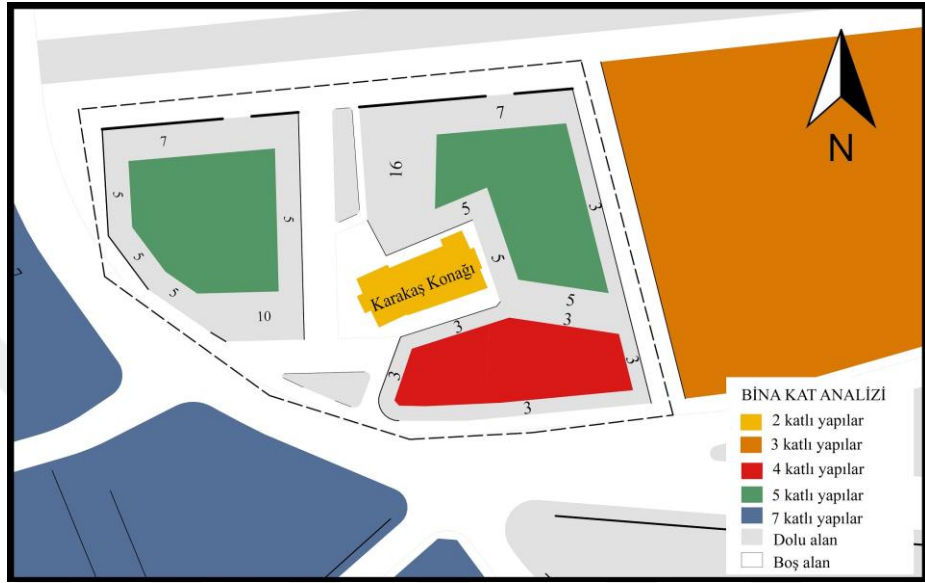 7
7
16
N
5
5
3
5
5
5
Karakaş Konağı
5
5
10
3
3
3
3
3
7
BİNA KAT ANALİZİ
2 katlı yapılar
3 katlı yapılar
4 katlı yapılar
5 katlı yapılar
7 katlı yapılar
Dolu alan
Boş alan